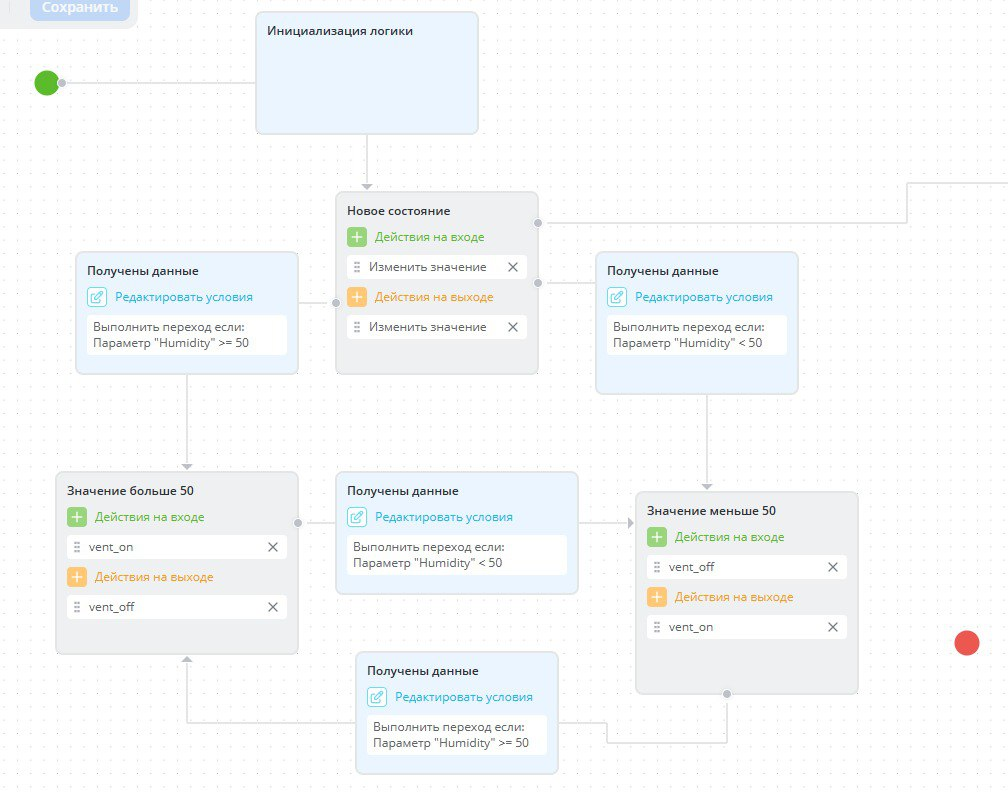 Сохранить
Инициализация логики
Новое состояние
Действия на входе
Изменить значение
Действия на выходе
Изменить значение
Получены данные
Редактировать условия
Выполнить переход если:
Параметр "Humidity" >= 50
Получены данные
Редактировать условия
Выполнить переход если:
Параметр "Humidity" < 50
Значение больше 50
Действия на входе
vent_on
Действия на выходе
vent_off
Получены данные
Редактировать условия
Выполнить переход если:
Параметр "Humidity" < 50
Значение меньше 50
Действия на входе
vent_off
Действия на выходе
vent_on
Получены данные
Редактировать условия
Выполнить переход если:
Параметр "Humidity" >= 50